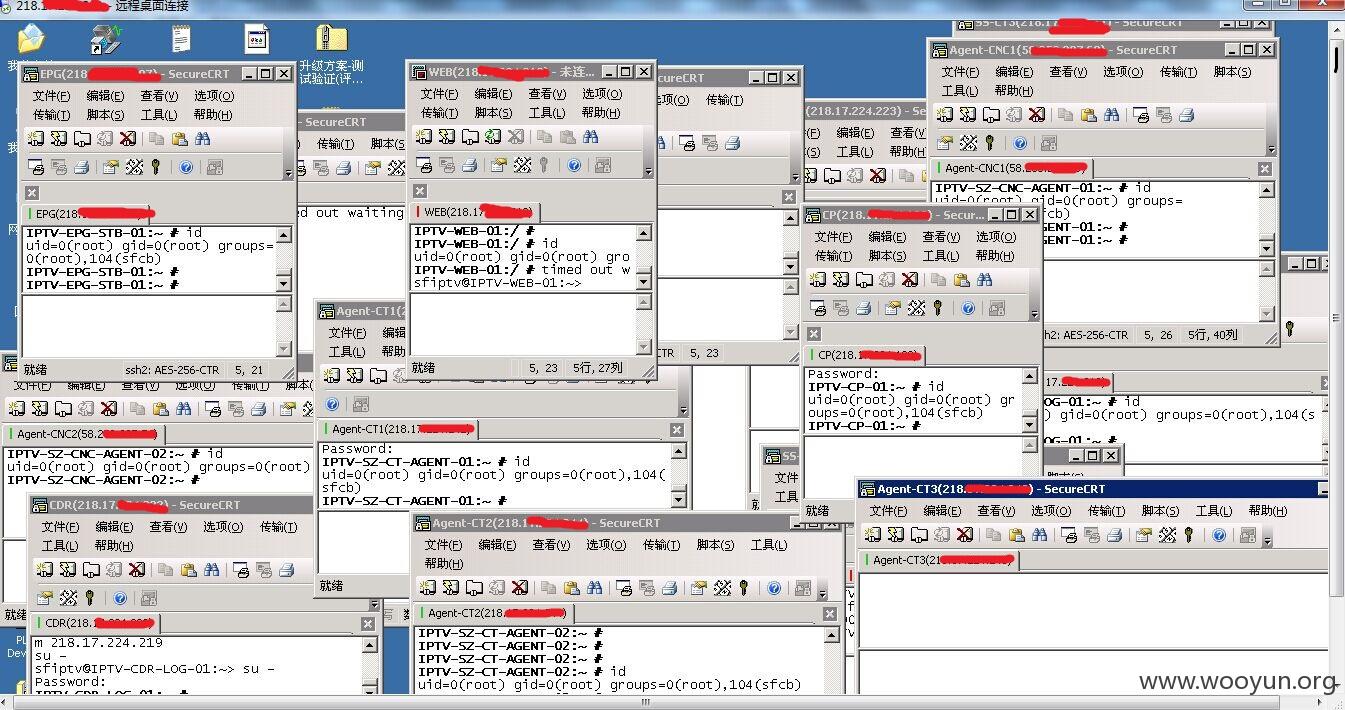 218.17 - 远程桌面连接
升级方案-测
试验证(评...
SS-CT3(218.17 - SecureCRT
EPG(218. - SecureCRT
文件(F) 编辑(E) 查看(V) 选项(O)
传输(T) 脚本(S) 工具(L) 帮助(H)
EPG(218.
IPTV-EPG-STB-01:~ # id
uid=0(root) gid=0(root) groups=
0(root),104(sfcb)
IPTV-EPG-STB-01:~ #
IPTV-EPG-STB-01:~ #
就绪 ssh2: AES-256-CTR 5, 21
- SecureCRT
传输(T) 脚本(S
ed out waiting
WEB(218.17 - 未连...
文件(F) 编辑(E) 查看(V) 选项(O)
传输(T) 脚本(S) 工具(L) 帮助(H)
WEB(218.17
IPTV-WEB-01:/ #
IPTV-WEB-01:/ # id
uid=0(root) gid=0(root) gro
IPTV-WEB-01:/ # timed out w
sfiptv@IPTV-WEB-01:~>
就绪 5, 23 5行, 27列
ecureCRT
传输(T)
CTR 5, 23
(218.17.224.223) - Secu
编辑(E) 查看(V)
工具(L) 帮助(H)
Agent-CNC1(58. - SecureCRT
文件(F) 编辑(E) 查看(V) 选项(O) 传输(T) 脚本(S)
工具(L) 帮助(H)
Agent-CNC1(58.
IPTV-SZ-CNC-AGENT-01:~ # id
uid=0(root) gid=0(root) groups=
cb)
ENT-01:~ #
ENT-01:~ #
sh2: AES-256-CTR 5, 26 5行, 40列
CP(218. - Secur...
文件(F) 编辑(E) 查看(V) 选项(O)
传输(T) 脚本(S) 工具(L) 帮助(H)
CP(218.
Password:
IPTV-CP-01:~ # id
uid=0(root) gid=0(root) gr
oups=0(root),104(sfcb)
IPTV-CP-01:~ #
就绪
17.
OG-01:~ # id
) gid=0(root) groups=0(root),104(s
OG-01:~ #
文件(F) 编辑(E) 查看(V) 选项(O) 传输(T) 脚本(S
Agent-CNC2(58.2
IPTV-SZ-CNC-AGENT-02:~ # id
uid=0(root) gid=0(root) groups=0(root)
IPTV-SZ-CNC-AGENT-02:~ #
就绪
Agent-CT1(2
文件(F) 编辑
工具(L) 帮助
Agent-CT1(218.17
Password:
IPTV-SZ-CT-AGENT-01:~ # id
uid=0(root) gid=0(root) groups=0(root),104(
sfcb)
IPTV-SZ-CT-AGENT-01:~ #
就绪
SS-
文件(
工具(
CDR(218.17 - SecureCRT
文件(F) 编辑(E) 查看(V) 选项(O) 传输(T)
工具(L) 帮助(H)
CDR(218.1
m 218.17.224.219
su -
sfiptv@IPTV-CDR-LOG-01:~> su -
Password:
IPTV-CDR-LOG-01:~ #
Agent-CT2(218.17 - SecureCRT
文件(F) 编辑(E) 查看(V) 选项(O) 传输(T) 脚本(S) 工具(L)
帮助(H)
Agent-CT2(218.17
IPTV-SZ-CT-AGENT-02:~ #
IPTV-SZ-CT-AGENT-02:~ #
IPTV-SZ-CT-AGENT-02:~ #
IPTV-SZ-CT-AGENT-02:~ # id
uid=0(root) gid=0(root) groups=0(root),104(sfcb)
Agent-CT3(218. - SecureCRT
文件(F) 编辑(E) 查看(V) 选项(O) 传输(T) 脚本(S) 工具(L) 帮助(H)
Agent-CT3(21
www.wooyun.org